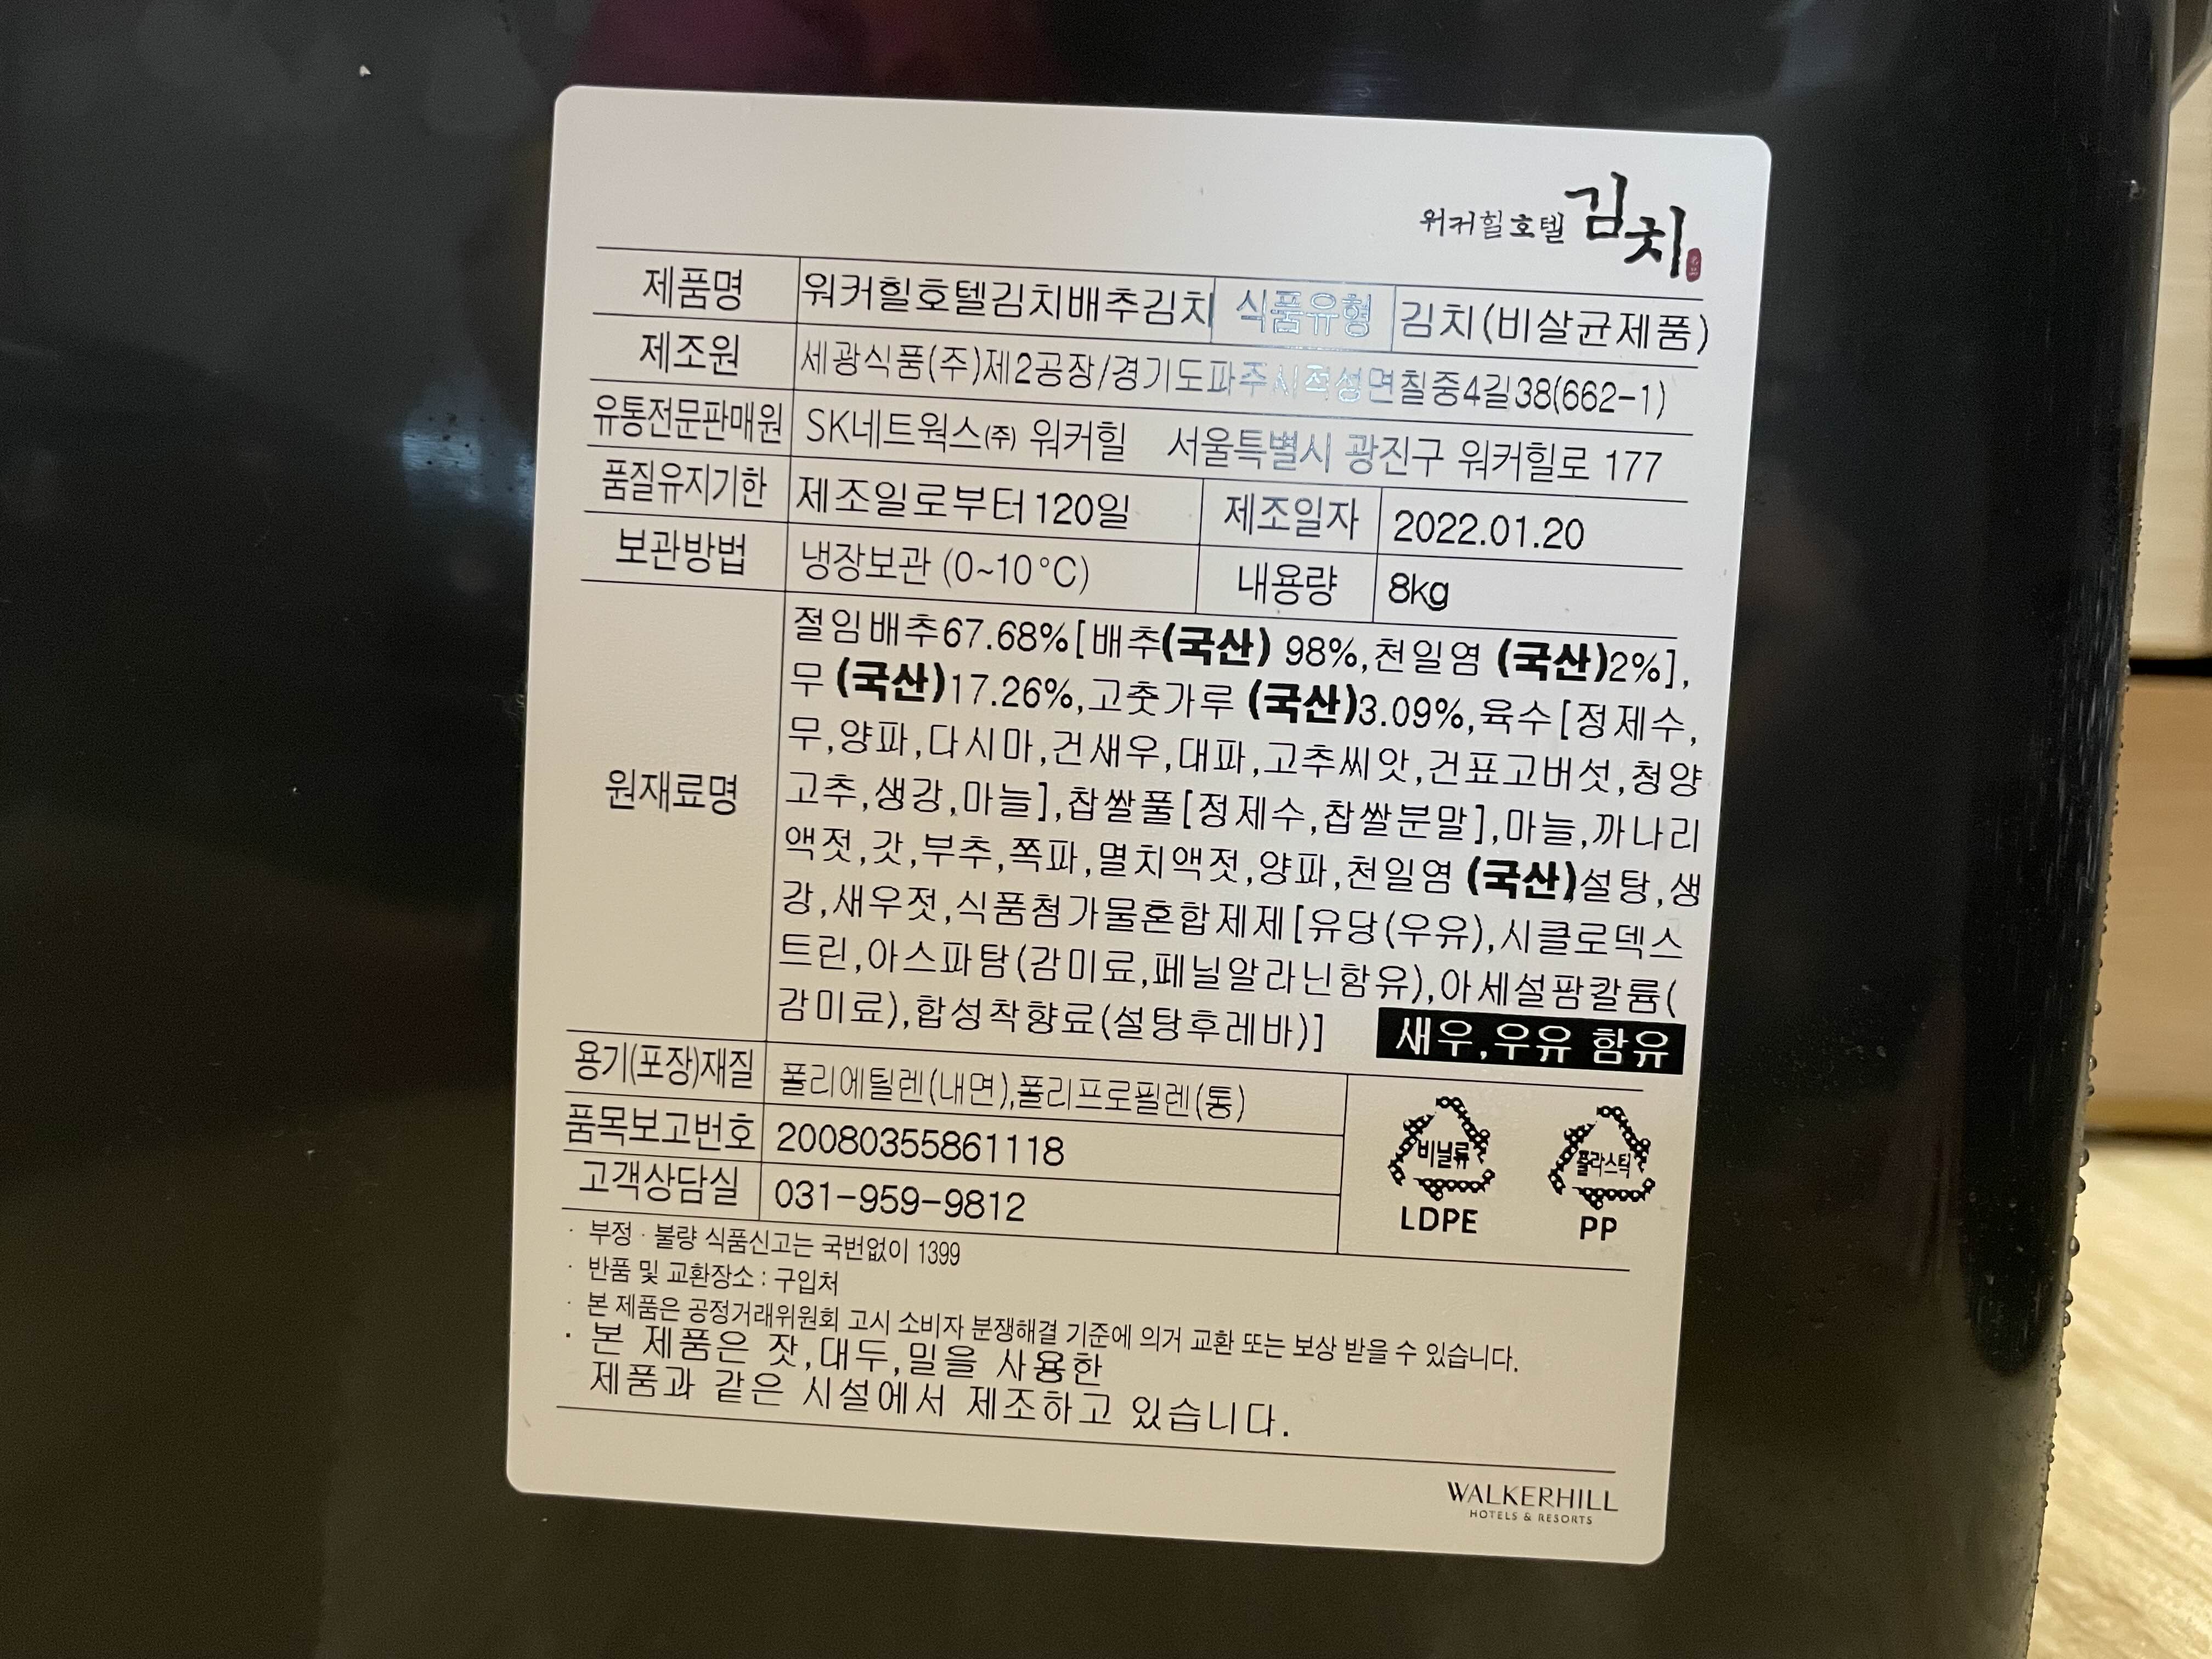 워커힐호텔 김치
제품명 워커힐호텔김치배추김치 식품유형 김치(비살균제품)
제조원 세광식품(주)제2공장/경기도파주시적성면칠중4길38(662-1)
유통전문판매원 SK네트웍스(주) 워커힐 서울특별시 광진구 워커힐로 177
품질유지기한 제조일로부터120일 제조일자 2022.01.20
보관방법 냉장보관 (0~10°C) 내용량 8kg
원재료명
절임배추67.68%[배추(국산) 98%,천일염 (국산)2%],
무 (국산)17.26%,고춧가루 (국산)3.09%,육수[정제수,
무,양파,다시마,건새우,대파,고추씨앗,건표고버섯,청양
고추,생강,마늘],찹쌀풀[정제수,찹쌀분말],마늘,까나리
액젓,갓,부추,쪽파,멸치액젓,양파,천일염 (국산)설탕,생
강,새우젓,식품첨가물혼합제제[유당(우유),시클로덱스
트린,아스파탐(감미료,페닐알라닌함유),아세설팜칼륨(
감미료),합성착향료(설탕후레바)] 새우,우유 함유
용기(포장)재질 폴리에틸렌(내면),폴리프로필렌(통)
품목보고번호 20080355861118
고객상담실 031-959-9812
비닐류 플라스틱
LDPE PP
· 부정 · 불량 식품신고는 국번없이 1399
· 반품 및 교환장소 : 구입처
· 본 제품은 공정거래위원회 고시 소비자 분쟁해결 기준에 의거 교환 또는 보상 받을 수 있습니다.
· 본 제품은 잣,대두,밀을 사용한
제품과 같은 시설에서 제조하고 있습니다.
WALKERHILL
HOTELS & RESORTS